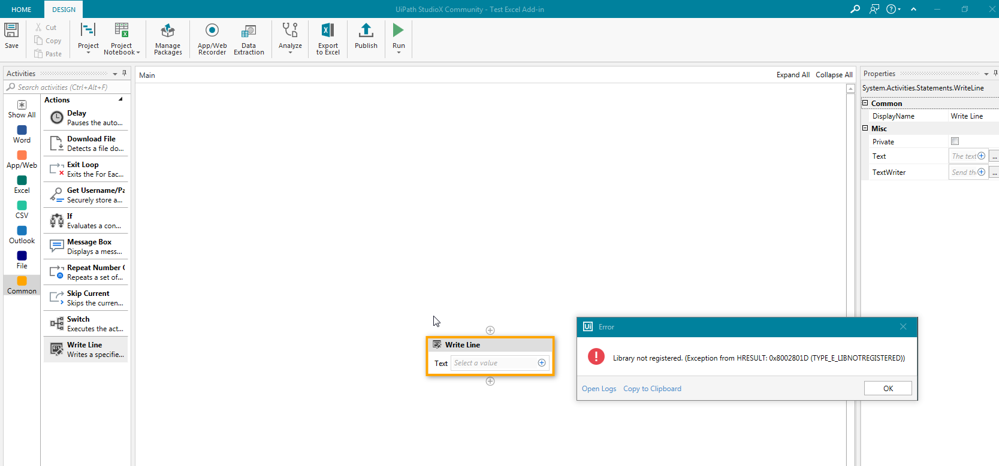 HOME
DESIGN
UiPath StudioX Community - Test Excel Add-in
Save
Cut
Copy
Paste
Project
Project
Notebook
Manage
Packages
App/Web
Recorder
Data
Extraction
Analyze
Export
to Excel
Publish
Run
Activities
Search activities (Ctrl+Alt+F)
Show All
Word
App/Web
Excel
CSV
Outlook
File
Common
Actions
Delay
Pauses the auto...
Download File
Detects a file do...
Exit Loop
Exits the For Eac...
Get Username/Pa
Securely store a...
If
Evaluates a con...
Message Box
Displays a mess...
Repeat Number
Repeats a set of...
Skip Current
Skips the curren...
Switch
Executes the act...
Write Line
Writes a specifie...
Main
Expand All Collapse All
Write Line
Text Select a value
Ui Error
Library not registered. (Exception from HRESULT: 0x8002801D (TYPE_E_LIBNOTREGISTERED))
Open Logs Copy to Clipboard
OK
Properties
System.Activities.Statements.WriteLine
Common
DisplayName Write Line
Misc
Private
Text The text ...
TextWriter Send the ...